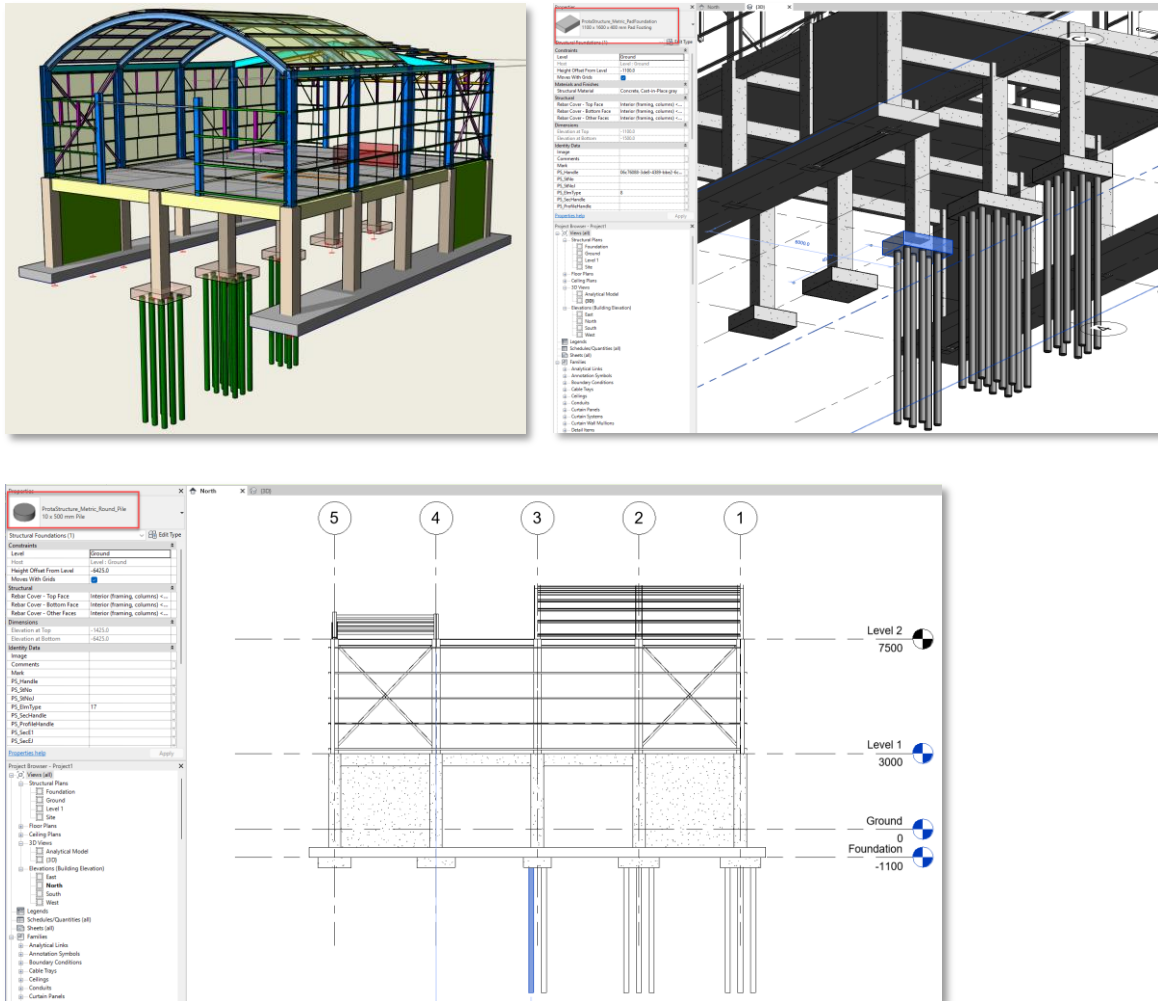 Properties
ProtaStructure_Metric_PadFoundation
Structural Foundations (1)
Edit Type
Constraints
Level
Ground
Host
Level : Ground
Height Offset From Level
-1100.0
Moves With Grids
Materials and Finishes
Structural Material
Concrete, Cast-in-Place gray
Structural
Rebar Cover - Top Face
Interior (framing, columns) <...
Rebar Cover - Bottom Face
Interior (framing, columns) <...
Rebar Cover - Other Faces
Interior (framing, columns) <...
Dimensions
Elevation at Top
-1100.0
Elevation at Bottom
-1500.0
Identity Data
Image
Comments
Mark
PS_Handle
PS_StNo
PS_StNoJ
PS_ElmType
0
PS_SecHandle
PS_ProfileHandle
Properties help
Apply
Project Browser - Project1
Views (all)
Structural Plans
Foundation
Ground
Level 1
Site
Floor Plans
Ceiling Plans
3D Views
Analytical Model
{3D}
Elevations (Building Elevation)
East
North
South
West
Legends
Schedules/Quantities (all)
Sheets (all)
Families
Analytical Links
Annotation Symbols
Boundary Conditions
Cable Trays
Ceilings
Conduits
Curtain Panels
Curtain Systems
Curtain Wall Mullions
Detail Items
North
{3D}
Properties
ProtaStructure_Metric_Round_Pile
10 x 500 mm Pile
Structural Foundations (1)
Edit Type
Constraints
Level
Ground
Host
Level : Ground
Height Offset From Level
-6425.0
Moves With Grids
Structural
Rebar Cover - Top Face
Interior (framing, columns) <...
Rebar Cover - Bottom Face
Interior (framing, columns) <...
Rebar Cover - Other Faces
Interior (framing, columns) <...
Dimensions
Elevation at Top
-1425.0
Elevation at Bottom
-6425.0
Identity Data
Image
Comments
Mark
PS_Handle
PS_StNo
PS_StNoJ
PS_ElmType
17
PS_SecHandle
PS_ProfileHandle
PS_SecEI
PS_SecEJ
Properties help
Apply
Project Browser - Project1
Views (all)
Structural Plans
Foundation
Ground
Level 1
Site
Floor Plans
Ceiling Plans
3D Views
Analytical Model
{3D}
Elevations (Building Elevation)
East
North
South
West
Legends
Schedules/Quantities (all)
Sheets (all)
Families
Analytical Links
Annotation Symbols
Boundary Conditions
Cable Trays
Ceilings
Conduits
Curtain Panels
North
{3D}
5
4
3
2
1
Level 2
7500
Level 1
3000
Ground
0
Foundation
-1100